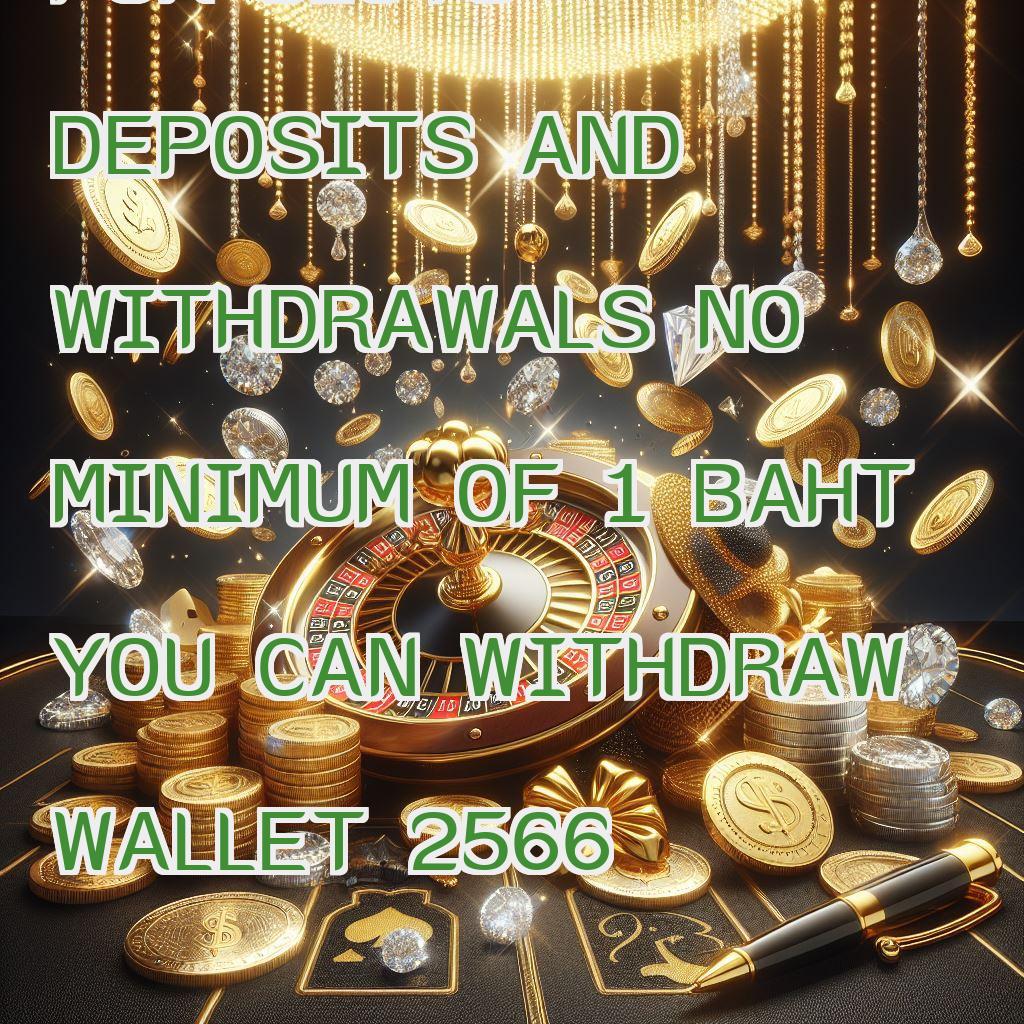 DEPOSITS AND
WITHDRAWALS NO
MINIMUM OF 1 BAHT
YOU CAN WITHDRAW
WALLET 2566